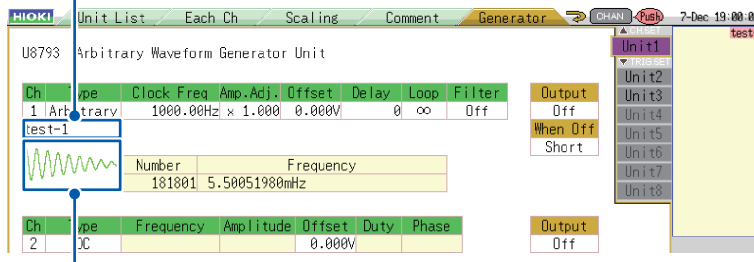 HIOKI Unit List Each Ch Scaling Comment Generator CHAN Push 7-Dec 19:00:0
CHSET test
U8793 Arbitrary Waveform Generator Unit Unit1
TRIGSET
Unit2
Ch Type Clock Freq Amp.Adj. Offset Delay Loop Filter Output Unit3
1 Arbitrary 1000.00Hz × 1.000 0.000V 0 ∞ Off Off Unit4
test-1 When Off Unit5
Short Unit6
Number Frequency Unit7
181801 5.50051980mHz Unit8
Ch Type Frequency Amplitude Offset Duty Phase Output
2 DC 0.000V Off